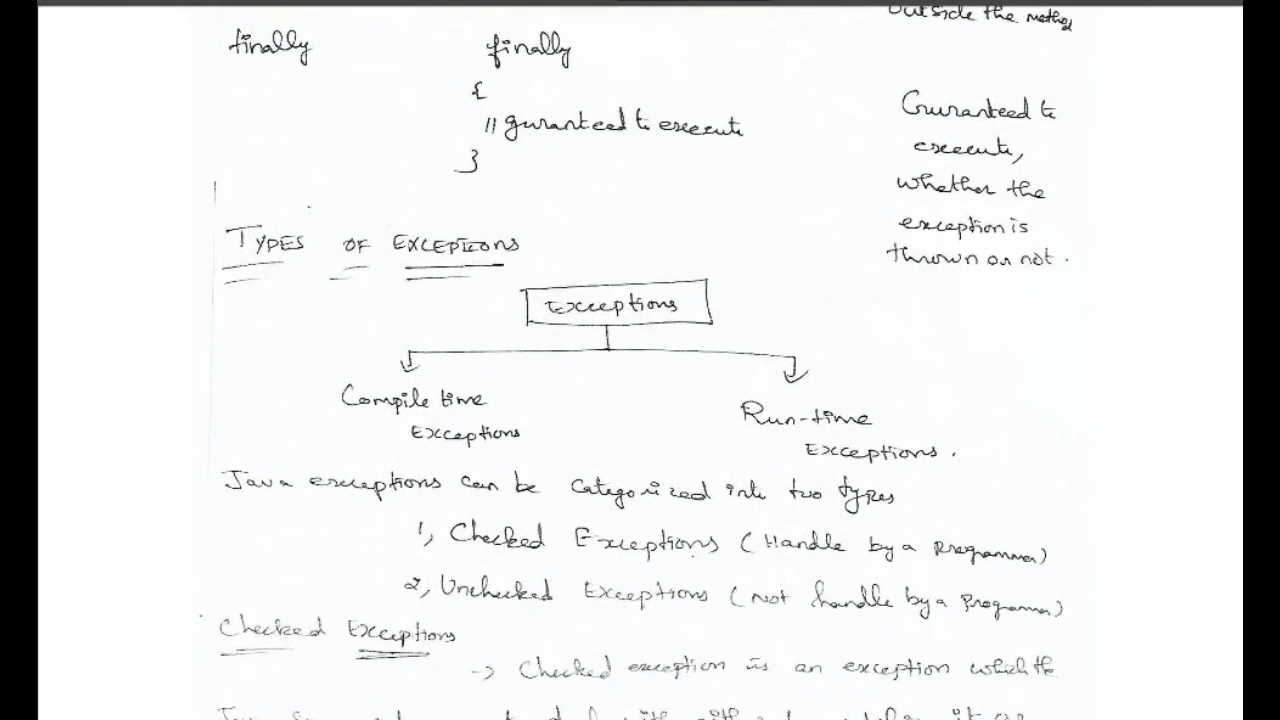 outside the method
finally
finally
{
// guranteed to execute
}
Guranteed to
execute,
whether the
exception is
thrown or not.
TYPES OF EXCEPTIONS
Exceptions
Compile time
Exceptions
Run-time
Exceptions.
Java exceptions can be categorized into two types
1, Checked Exceptions (Handle by a Programmer)
2, Unchecked Exceptions (not handle by a Programmer)
Checked Exceptions
-> Checked exception is an exception which the
Java